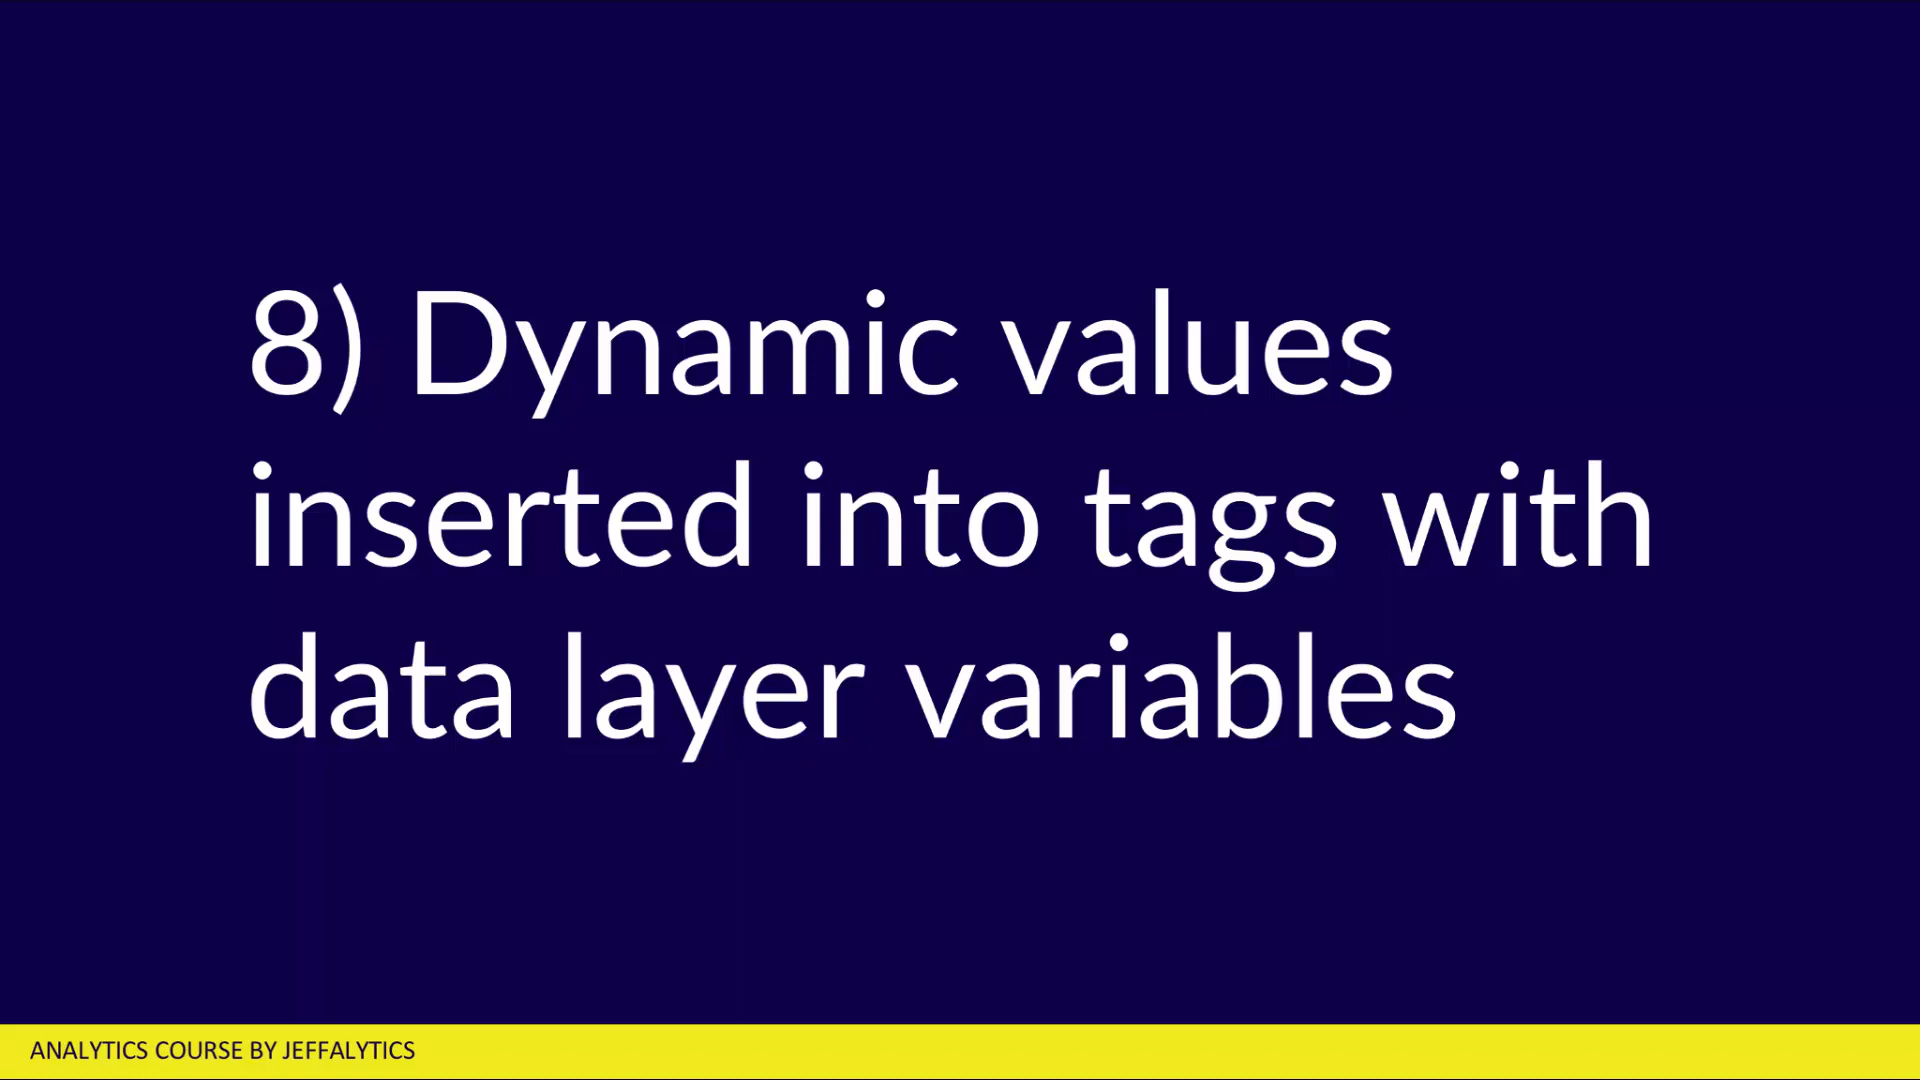 8) Dynamic values
inserted into tags with
data layer variables
ANALYTICS COURSE BY JEFFALYTICS